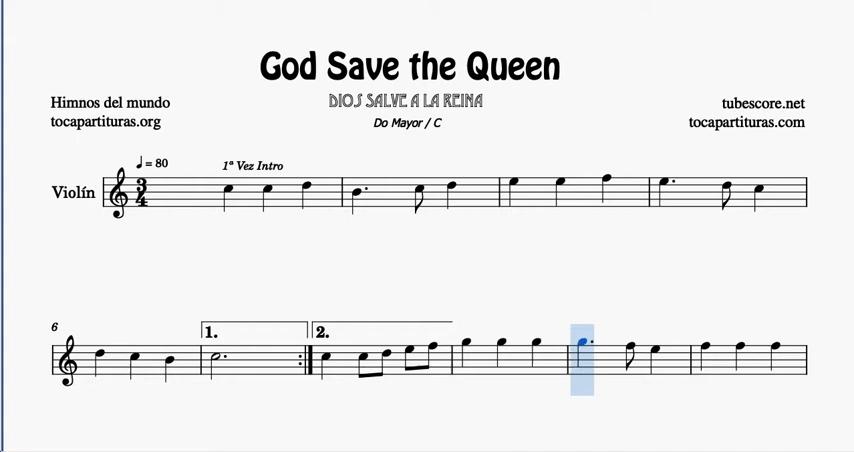 God Save the Queen
DIOS SALVE A LA REINA
Himnos del mundo
tocapartituras.org
Do Mayor / C
tubescore.net
tocapartituras.com
♩ = 80
1ª Vez Intro
Violín
3
4
6
1.
2.